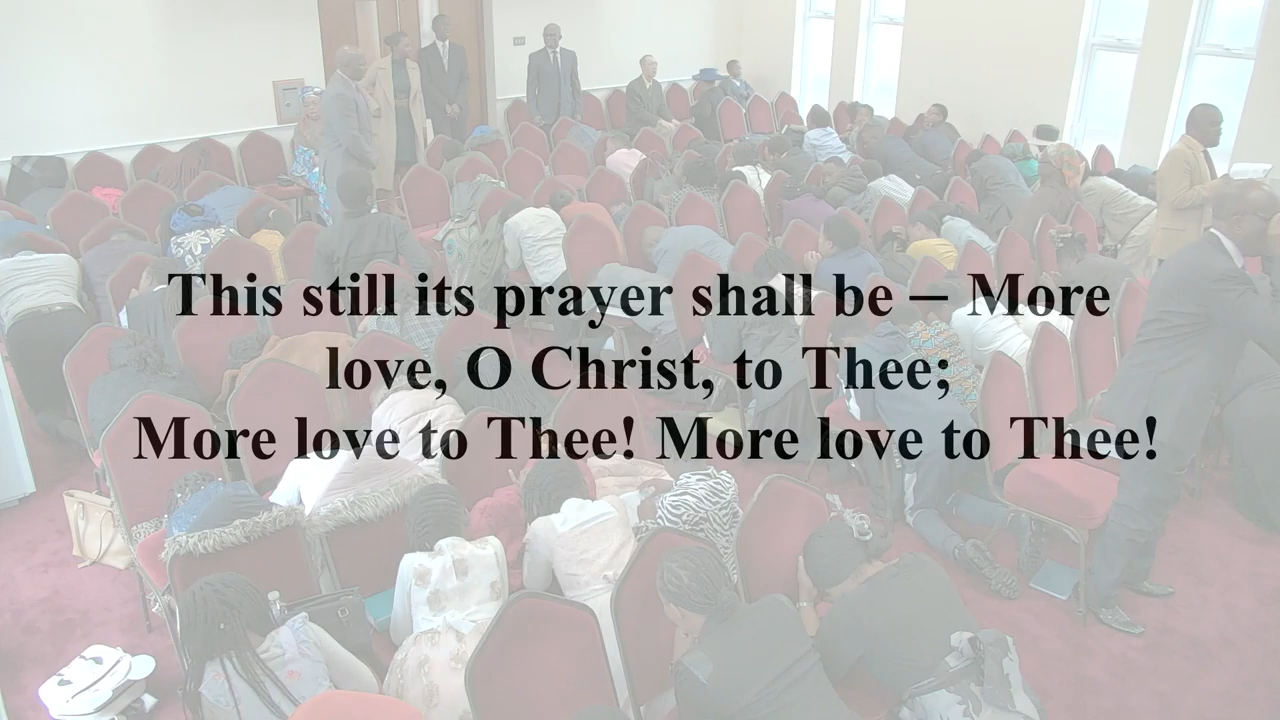 This still its prayer shall be – More
love, O Christ, to Thee;
More love to Thee! More love to Thee!